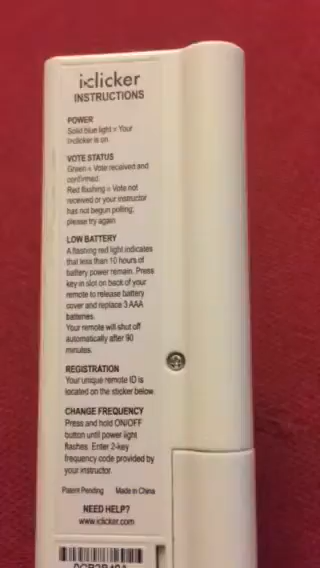 i>clicker
INSTRUCTIONS
POWER
Solid blue light = Your
i>clicker is on.
VOTE STATUS
Green = Vote received and
confirmed.
Red flashing = Vote not
received or your instructor
has not begun polling;
please try again.
LOW BATTERY
A flashing red light indicates
that less than 10 hours of
battery power remain. Press
key in slot on back of your
remote to release battery
cover and replace 3 AAA
batteries.
Your remote will shut off
automatically after 90
minutes.
REGISTRATION
Your unique remote ID is
located on the sticker below.
CHANGE FREQUENCY
Press and hold ON/OFF
button until power light
flashes. Enter 2-key
frequency code provided by
your instructor.
Patent Pending Made in China
NEED HELP?
www.iclicker.com